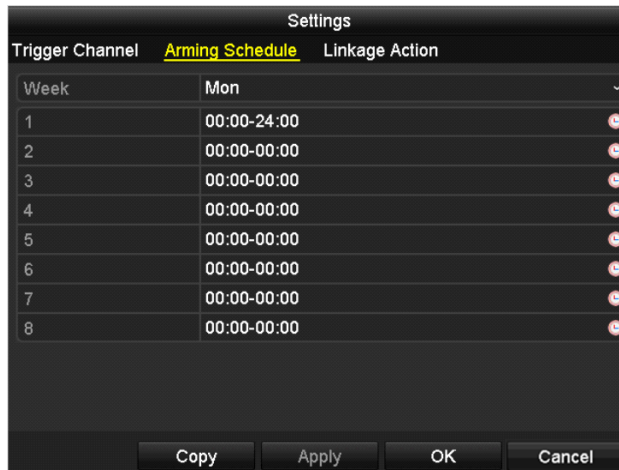 Settings
Trigger Channel Arming Schedule Linkage Action
Week Mon
1 00:00-24:00
2 00:00-00:00
3 00:00-00:00
4 00:00-00:00
5 00:00-00:00
6 00:00-00:00
7 00:00-00:00
8 00:00-00:00
Copy Apply OK Cancel